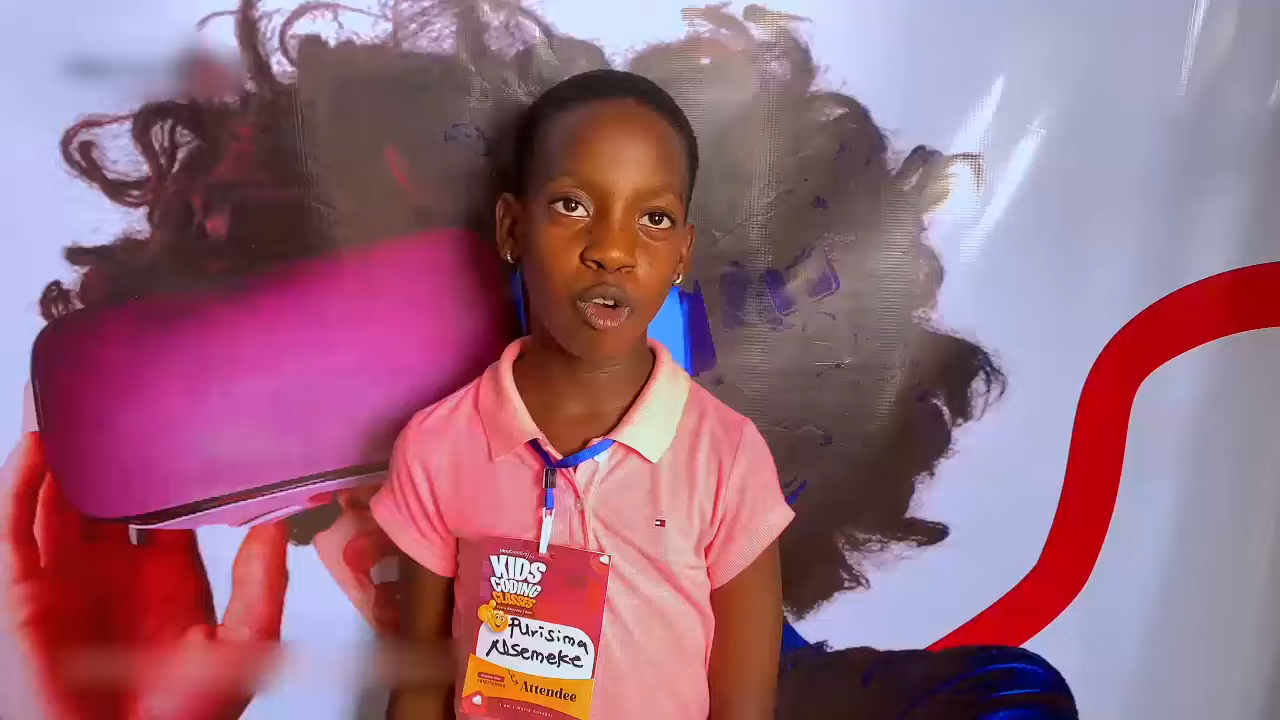 KIDS
CODING
CLASSES
Purisima
Nsemeke
Attendee